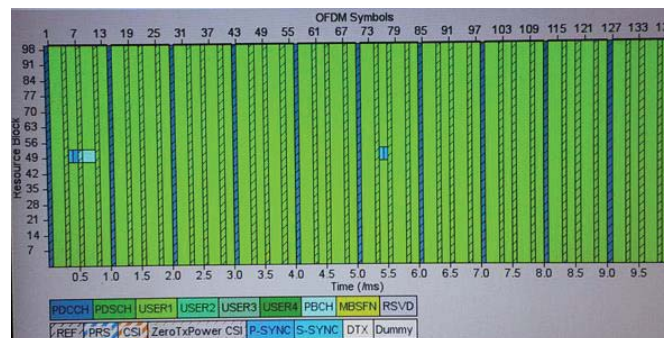 OFDM Symbols
1 7 13 19 25 31 37 43 49 55 61 67 73 79 85 91 97 103 109 115 121 127 133
Resource Block
98
91
84
77
70
63
56
49
42
35
28
21
14
7
0.5 1.0 1.5 2.0 2.5 3.0 3.5 4.0 4.5 5.0 5.5 6.0 6.5 7.0 7.5 8.0 8.5 9.0 9.5
Time (/ms)
PDCCH PDSCH USER1 USER2 USER3 USER4 PBCH MBSFN RSVD
REF PRS CSI ZeroTxPower CSI P-SYNC S-SYNC DTX Dummy